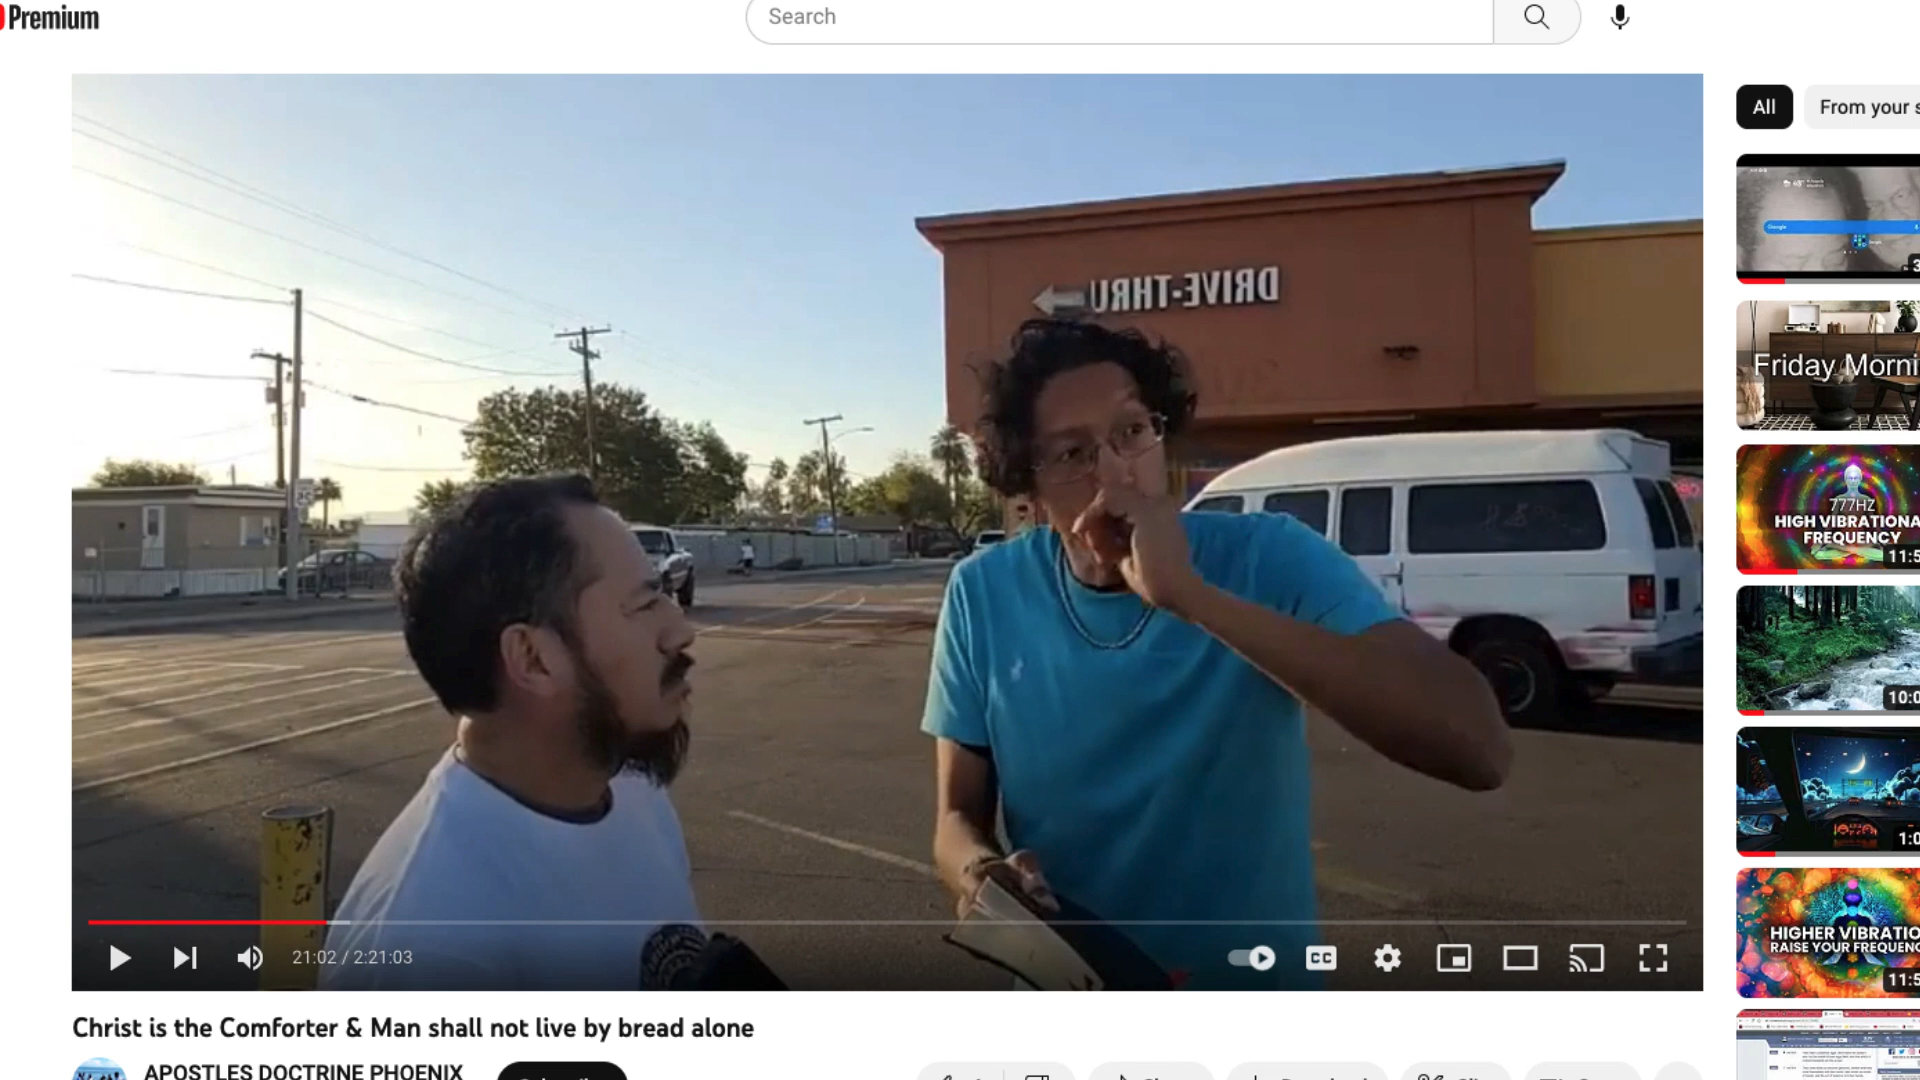 Premium
Search
All
From your s
DRIVE-THRU
Friday Morni
777HZ
HIGH VIBRATIONA
FREQUENCY
11:5
10:0
1:0
HIGHER VIBRATIO
RAISE YOUR FREQUENC
11:5
21:02 / 2:21:03
CC
Christ is the Comforter & Man shall not live by bread alone
APOSTLES DOCTRINE PHOENIX